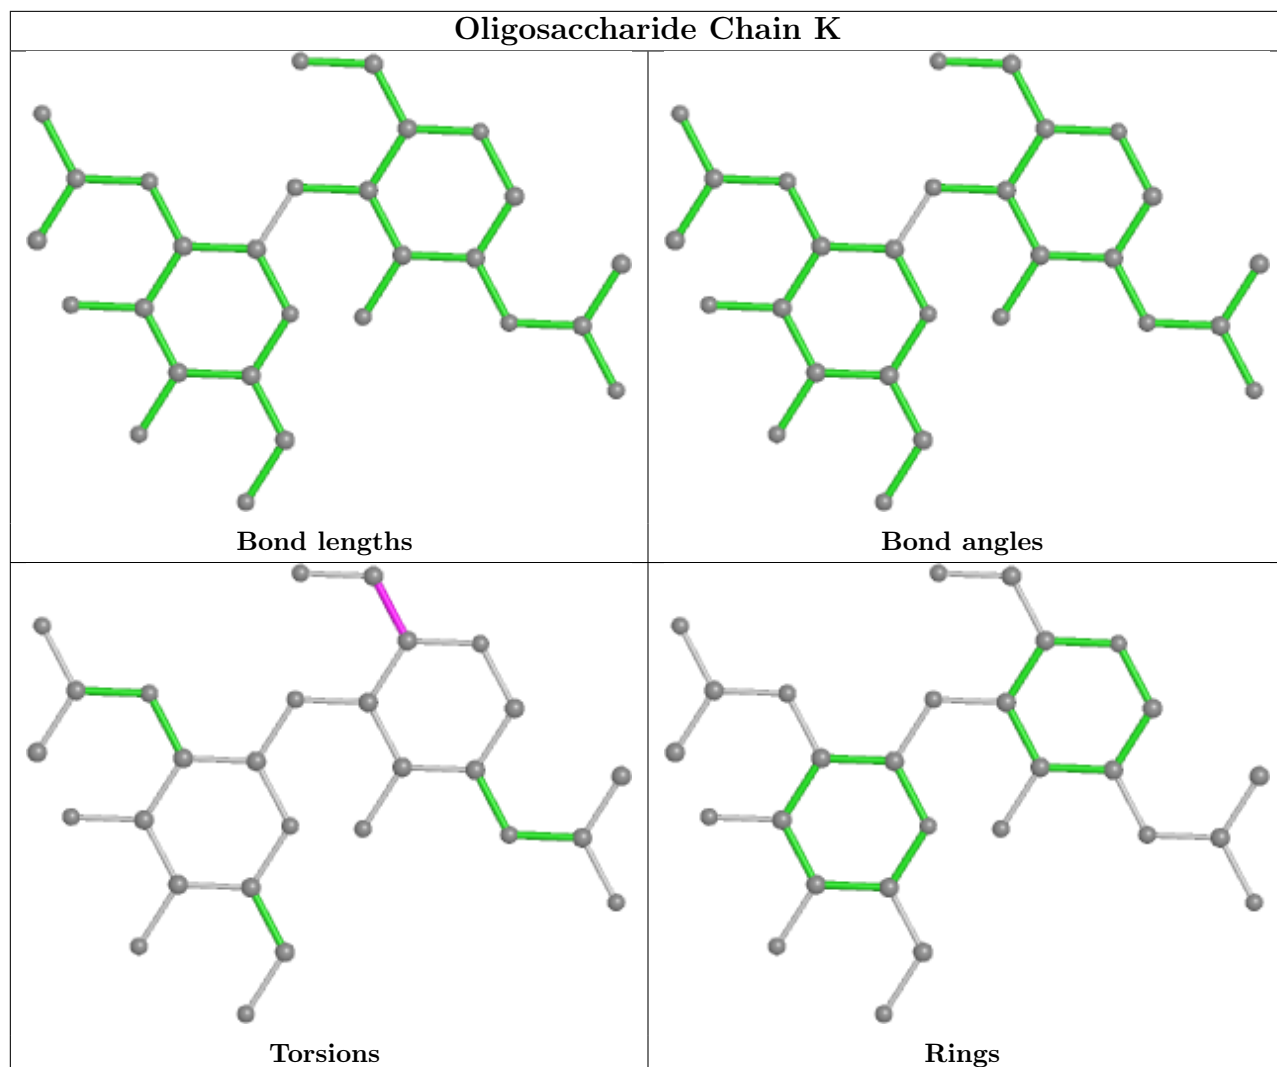 Oligosaccharide Chain K
Bond lengths
Bond angles
Torsions
Rings